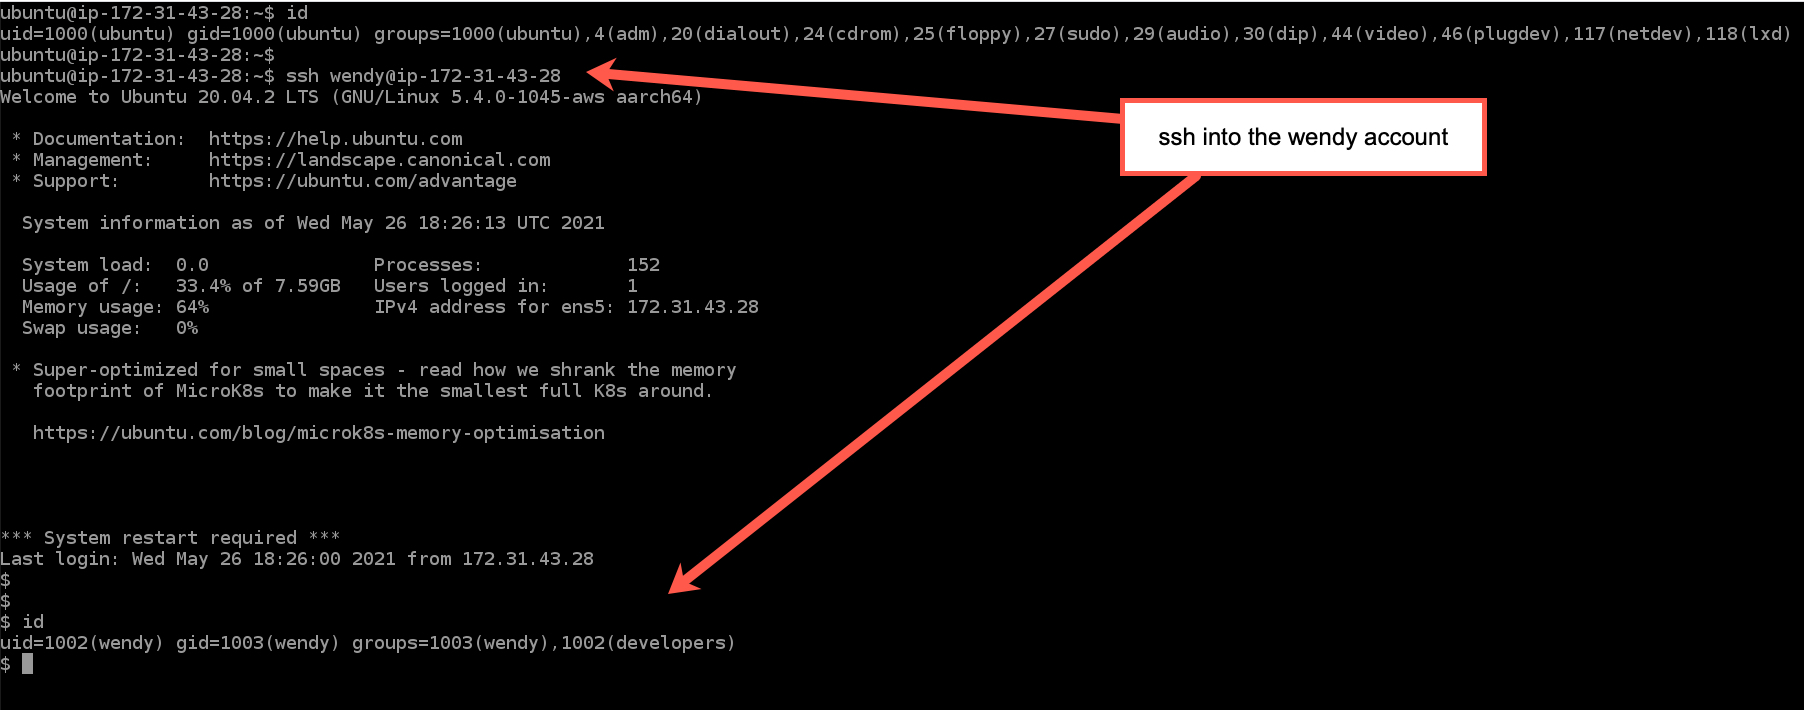 ubuntu@ip-172-31-43-28:~$ id
uid=1000(ubuntu) gid=1000(ubuntu) groups=1000(ubuntu),4(adm),20(dialout),24(cdrom),25(floppy),27(sudo),29(audio),30(dip),44(video),46(plugdev),117(netdev),118(lxd)
ubuntu@ip-172-31-43-28:~$
ubuntu@ip-172-31-43-28:~$ ssh wendy@ip-172-31-43-28
Welcome to Ubuntu 20.04.2 LTS (GNU/Linux 5.4.0-1045-aws aarch64)
ssh into the wendy account
* Documentation:  https://help.ubuntu.com
* Management:     https://landscape.canonical.com
* Support:        https://ubuntu.com/advantage
System information as of Wed May 26 18:26:13 UTC 2021
System load:  0.0               Processes:             152
Usage of /:   33.4% of 7.59GB   Users logged in:       1
Memory usage: 64%               IPv4 address for ens5: 172.31.43.28
Swap usage:   0%
* Super-optimized for small spaces - read how we shrank the memory
footprint of MicroK8s to make it the smallest full K8s around.
https://ubuntu.com/blog/microk8s-memory-optimisation
*** System restart required ***
Last login: Wed May 26 18:26:00 2021 from 172.31.43.28
$
$
$ id
uid=1002(wendy) gid=1003(wendy) groups=1003(wendy),1002(developers)
$